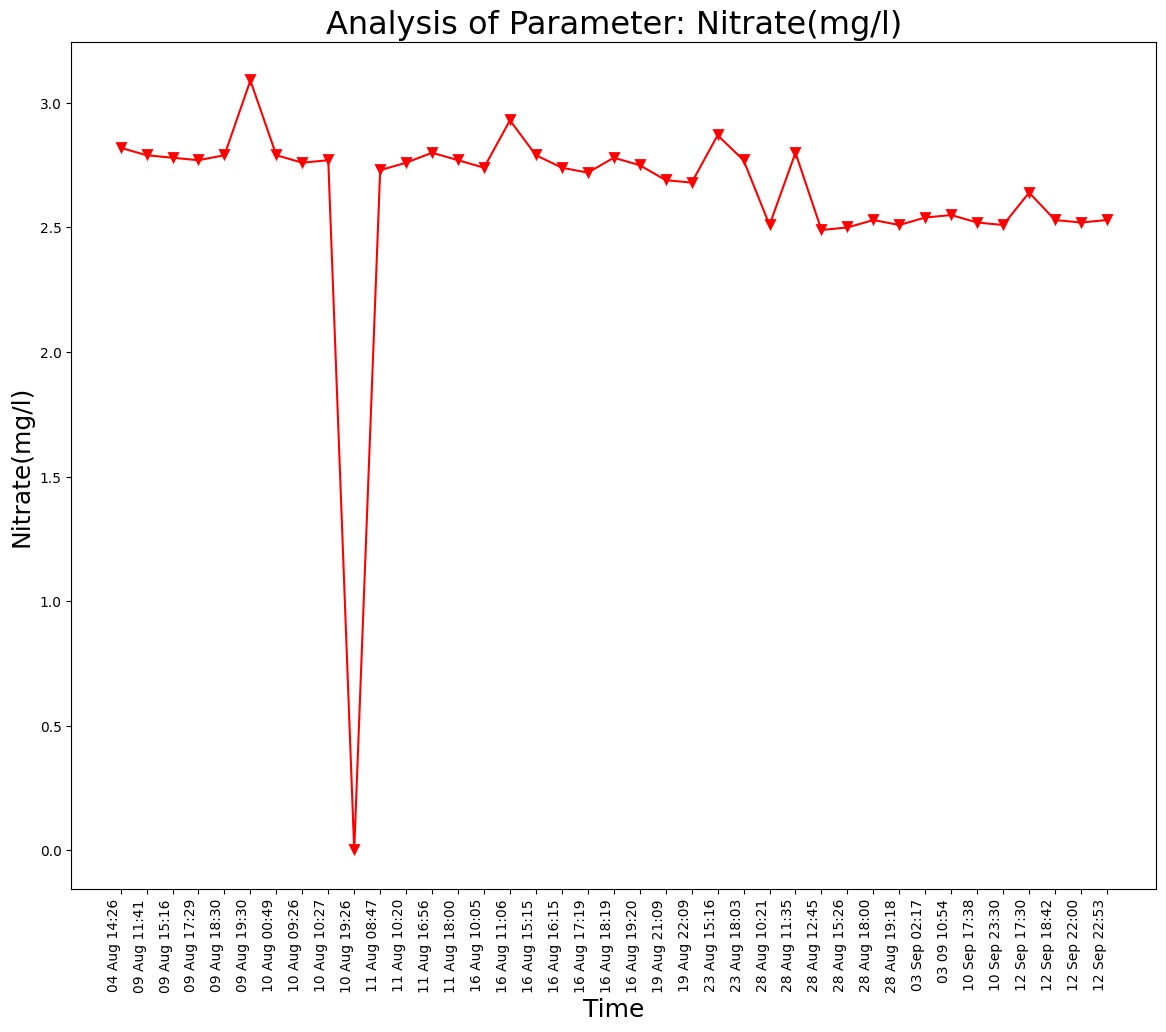 Analysis of Parameter: Nitrate(mg/l)
Nitrate(mg/l)
3.0
2.5
2.0
1.5
1.0
0.5
0.0
04 Aug 14:26
09 Aug 11:41
09 Aug 15:16
09 Aug 17:29
09 Aug 18:30
09 Aug 19:30
10 Aug 00:49
10 Aug 09:26
10 Aug 10:27
10 Aug 19:26
11 Aug 08:47
11 Aug 10:20
11 Aug 16:56
11 Aug 18:00
16 Aug 10:05
16 Aug 11:06
16 Aug 15:15
16 Aug 16:15
16 Aug 17:19
16 Aug 18:19
16 Aug 19:20
19 Aug 21:09
19 Aug 22:09
23 Aug 15:16
23 Aug 18:03
28 Aug 10:21
28 Aug 11:35
28 Aug 12:45
28 Aug 15:26
28 Aug 18:00
28 Aug 19:18
03 Sep 02:17
03 09 10:54
10 Sep 17:38
10 Sep 23:30
12 Sep 17:30
12 Sep 18:42
12 Sep 22:00
12 Sep 22:53
Time